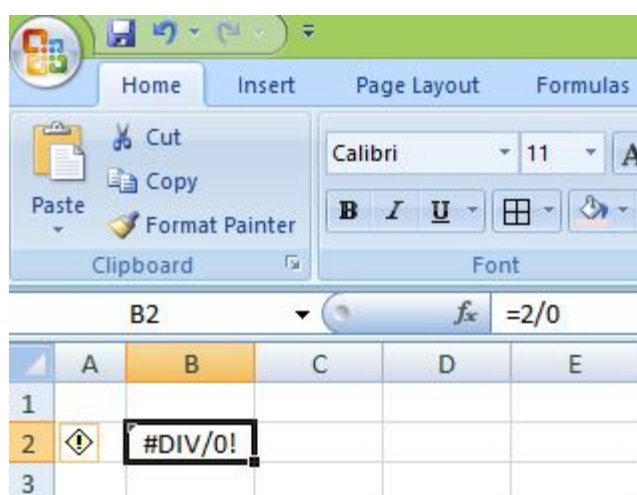 Home Insert Page Layout Formulas
Cut
Calibri 11 A
Copy
Paste
B I U
Format Painter
Clipboard Font
B2 fx =2/0
A B C D E
1
2 #DIV/0!
3